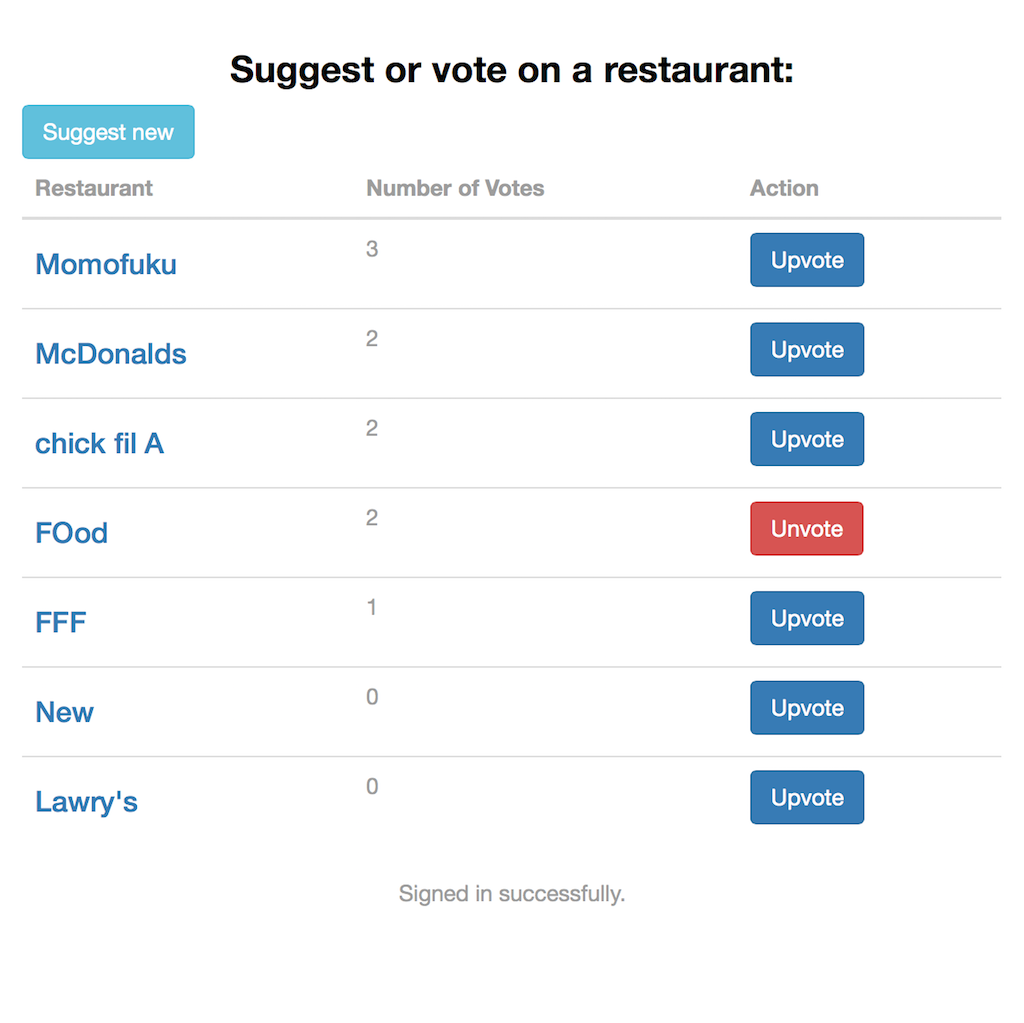 Suggest or vote on a restaurant:
Suggest new
Restaurant Number of Votes Action
Momofuku 3 Upvote
McDonalds 2 Upvote
chick fil A 2 Upvote
FOod 2 Unvote
FFF 1 Upvote
New 0 Upvote
Lawry's 0 Upvote
Signed in successfully.